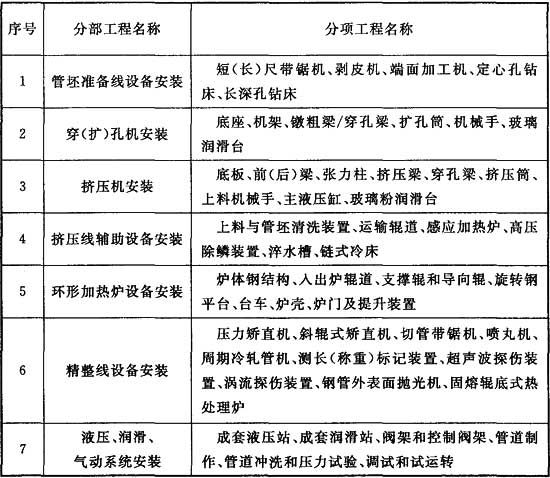 序号 分部工程名称 分项工程名称
1 管坯准备线设备安装 短(长)尺带锯机、剥皮机、端面加工机、定心孔钻
床、长深孔钻床
2 穿(扩)孔机安装 底座、机架、镦粗梁/穿孔梁、扩孔筒、机械手、玻璃
润滑台
3 挤压机安装 底板、前(后)梁、张力柱、挤压梁、穿孔梁、挤压筒、
上料机械手、主液压缸、玻璃粉润滑台
4 挤压线辅助设备安装 上料与管坯清洗装置、运输辊道、感应加热炉、高压
除鳞装置、淬水槽、链式冷床
5 环形加热炉设备安装 炉体钢结构、入出炉辊道、支撑辊和导向辊、旋转钢
平台、台车、炉壳、炉门及提升装置
6 精整线设备安装 压力矫直机、斜辊式矫直机、切管带锯机、喷丸机、
周期冷轧管机、测长(称重)标记装置、超声波探伤装
置、涡流探伤装置、钢管外表面抛光机、固熔辊底式热
处理炉
7 液压、润滑、
气动系统安装 成套液压站、成套润滑站、阀架和控制阀架、管道制
作、管道冲洗和压力试验、调试和试运转